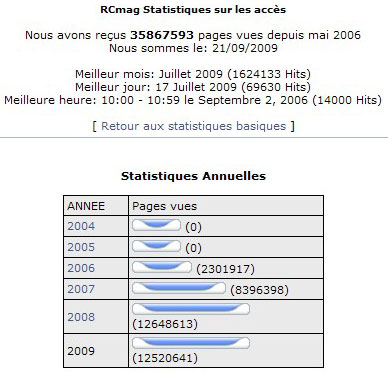 RCmag Statistiques sur les accès
Nous avons reçus 35867593 pages vues depuis mai 2006
Nous sommes le: 21/09/2009
Meilleur mois: Juillet 2009 (1624133 Hits)
Meilleur jour: 17 Juillet 2009 (69630 Hits)
Meilleure heure: 10:00 - 10:59 le Septembre 2, 2006 (14000 Hits)
[ Retour aux statistiques basiques ]
Statistiques Annuelles
ANNEE Pages vues
2004 (0)
2005 (0)
2006 (2301917)
2007 (8396398)
2008 (12648613)
2009 (12520641)